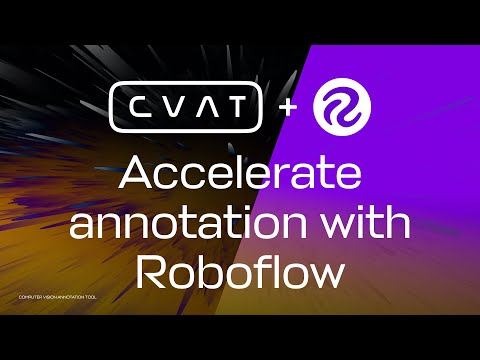 CVAT +
Accelerate
annotation with
Roboflow
COMPUTER VISION ANNOTATION TOOL